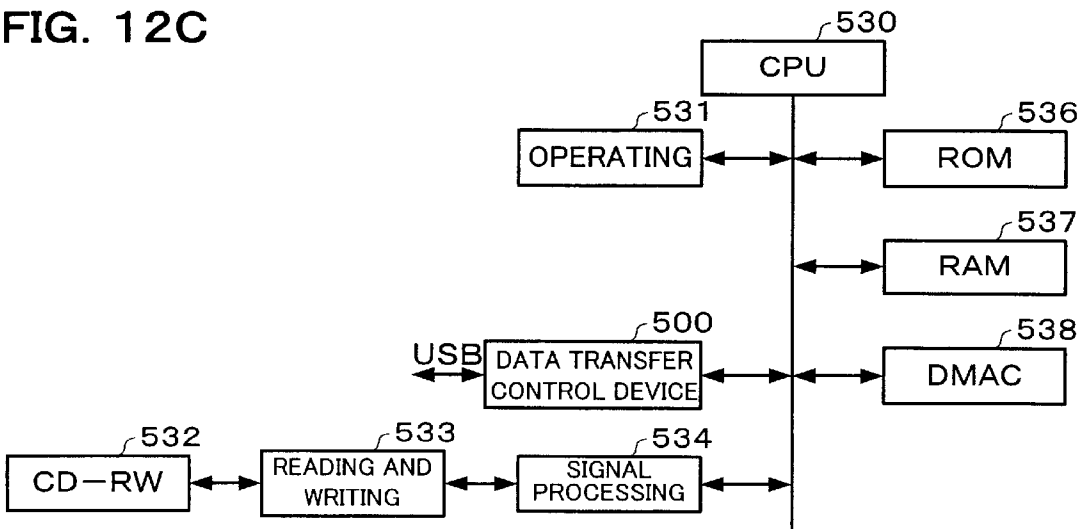 FIG. 12C
530
CPU
531
OPERATING
536
ROM
537
RAM
500
USB
DATA TRANSFER
CONTROL DEVICE
538
DMAC
532
CD-RW
533
READING AND
WRITING
534
SIGNAL
PROCESSING